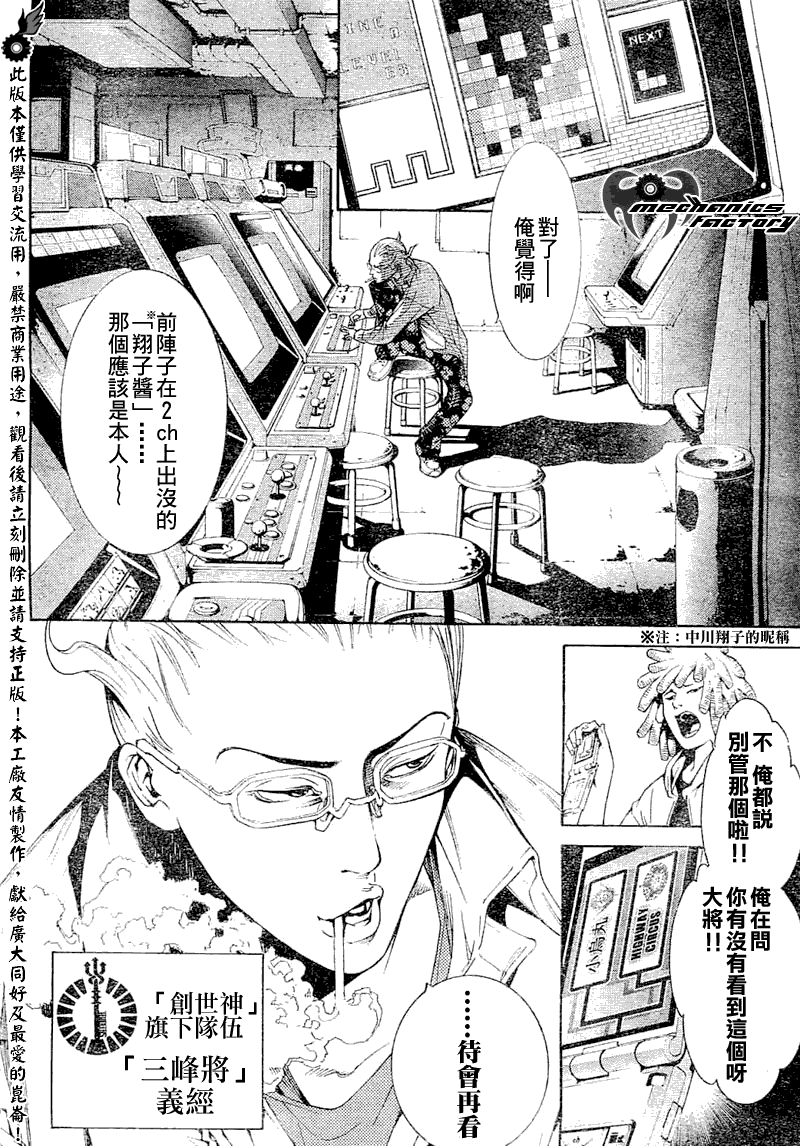 NEXT
mechanics
factory
對了──
俺覺得啊
前陣子在2ch上出沒的
※「翔子醬」……
那個應該是本人～～
※注：中川翔子的昵稱
不 俺都說
別管那個啦!!
俺在問
你有沒有看到這個呀
大將!!
小烏丸
HIGHWAY
CIRCUS
……待會再看
「創世神」
旗下隊伍
「三峰將」
義經
此版本僅供學習交流用，嚴禁商業用途，觀看後請立刻刪除並請支持正版！本工廠友情製作，獻給廣大同好及最愛的崑崙！